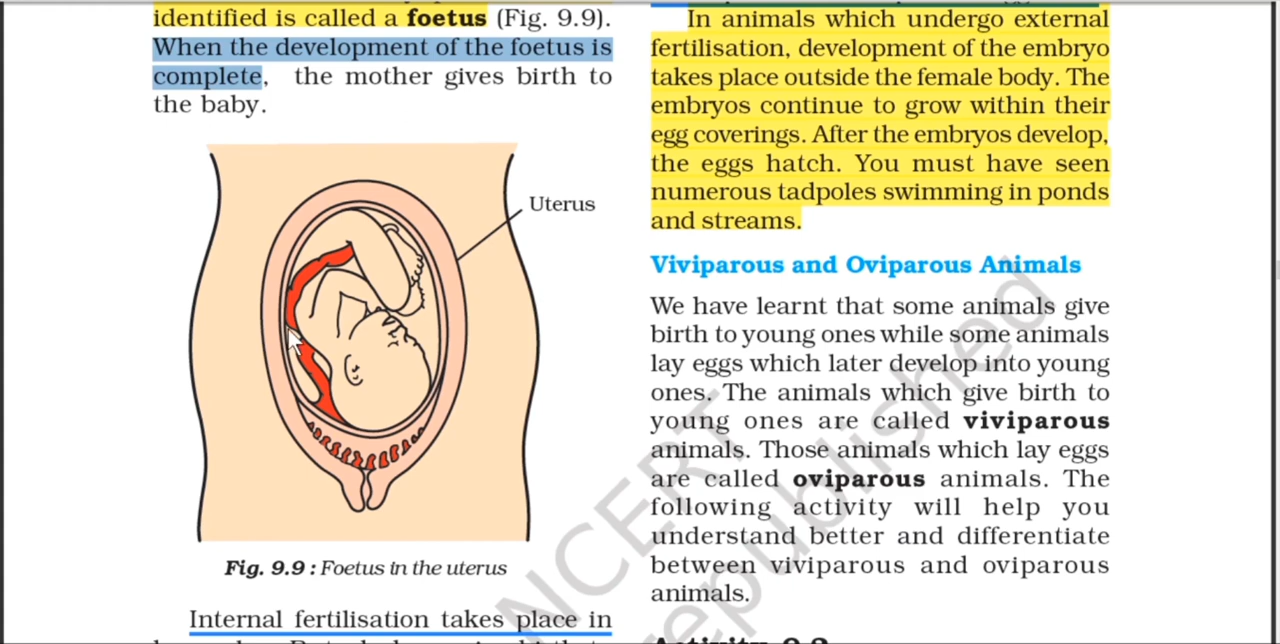 identified is called a foetus (Fig. 9.9).
When the development of the foetus is
complete, the mother gives birth to
the baby.
Uterus
Fig. 9.9 : Foetus in the uterus
Internal fertilisation takes place in
In animals which undergo external
fertilisation, development of the embryo
takes place outside the female body. The
embryos continue to grow within their
egg coverings. After the embryos develop,
the eggs hatch. You must have seen
numerous tadpoles swimming in ponds
and streams.
Viviparous and Oviparous Animals
We have learnt that some animals give
birth to young ones while some animals
lay eggs which later develop into young
ones. The animals which give birth to
young ones are called viviparous
animals. Those animals which lay eggs
are called oviparous animals. The
following activity will help you
understand better and differentiate
between viviparous and oviparous
animals.
NCERT
republished